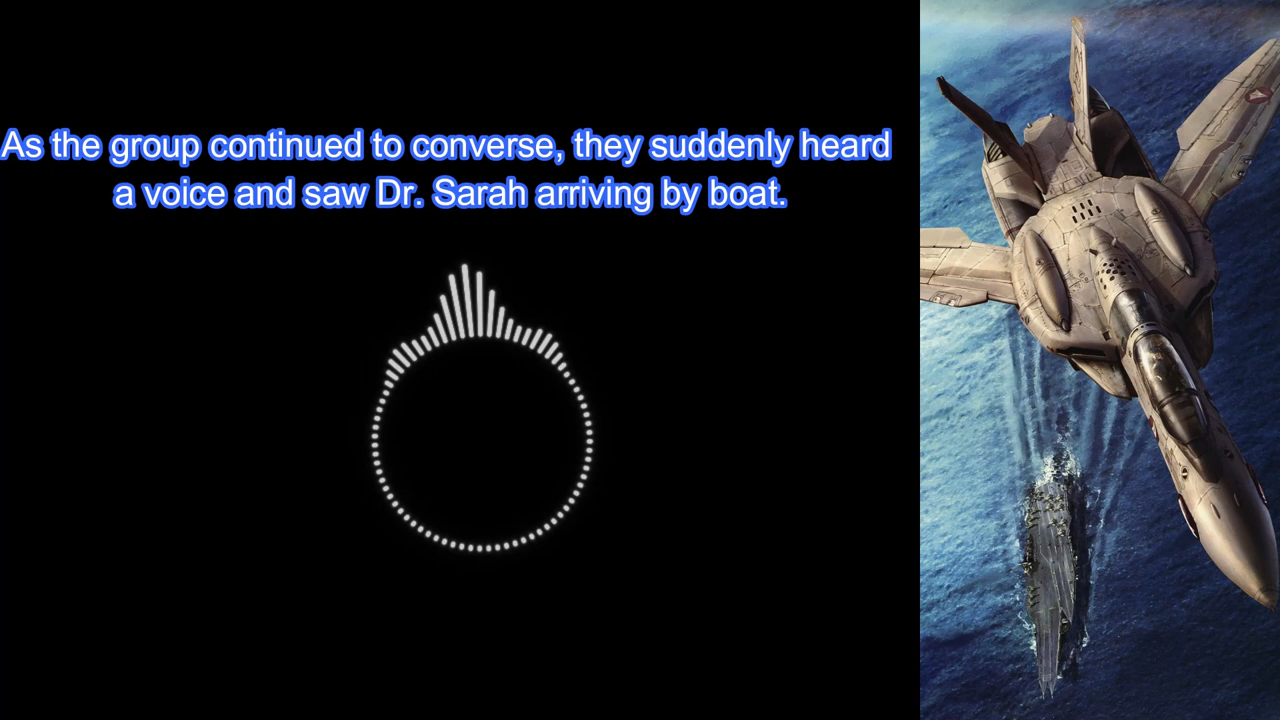 As the group continued to converse, they suddenly heard
a voice and saw Dr. Sarah arriving by boat.